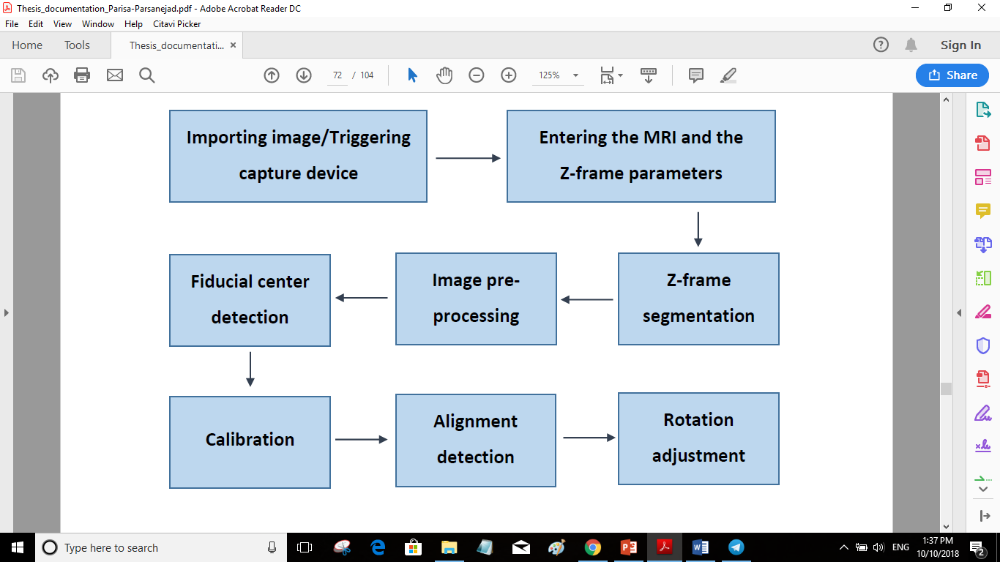 Thesis_documentation_Parisa-Parsanejad.pdf - Adobe Acrobat Reader DC
File Edit View Window Help Citavi Picker
Home Tools Thesis_documentati... × Sign In
72 / 104 125% Share
Importing image/Triggering
capture device
Entering the MRI and the
Z-frame parameters
Fiducial center
detection
Image pre-
processing
Z-frame
segmentation
Calibration
Alignment
detection
Rotation
adjustment
Type here to search
ENG
1:37 PM
10/10/2018
2